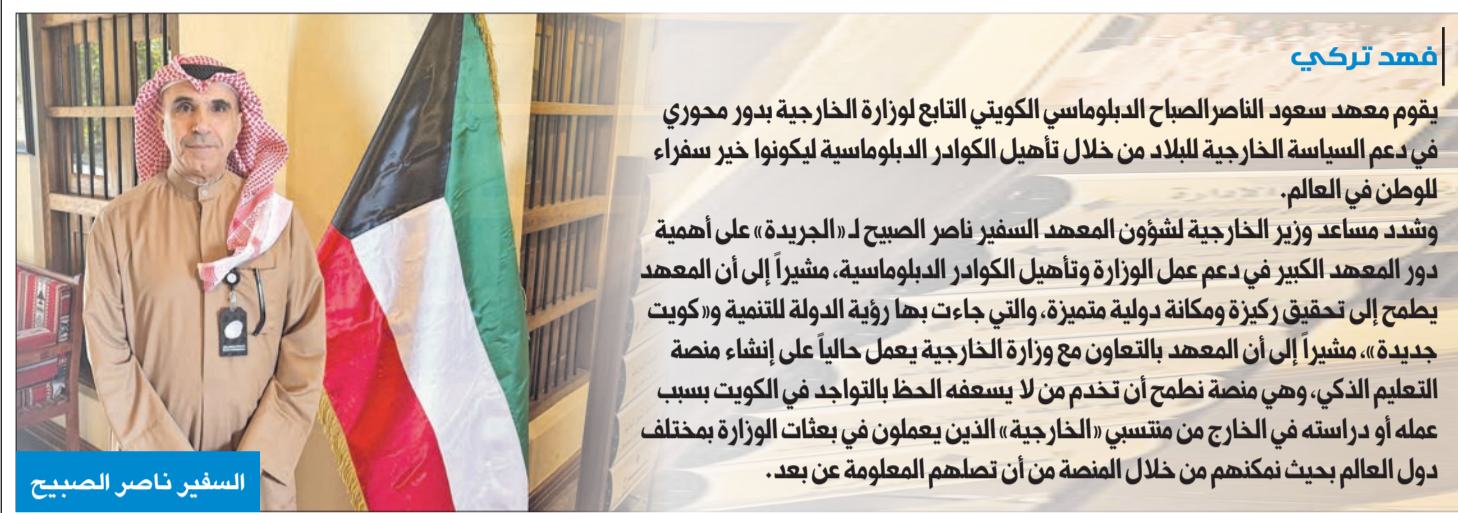 فهد تركي
يقوم معهد سعود الناصرالصباح الدبلوماسي الكويتي التابع لوزارة الخارجية بدور محوري
في دعم السياسة الخارجية للبلاد من خلال تأهيل الكوادر الدبلوماسية ليكونوا خير سفراء
للوطن في العالم.
وشدد مساعد وزير الخارجية لشؤون المعهد السفير ناصر الصبيح لـ «الجريدة» على أهمية
دور المعهد الكبير في دعم عمل الوزارة وتأهيل الكوادر الدبلوماسية، مشيراً إلى أن المعهد
يطمح إلى تحقيق ركيزة ومكانة دولية متميزة، والتي جاءت بها رؤية الدولة للتنمية و«كويت
جديدة»، مشيراً إلى أن المعهد بالتعاون مع وزارة الخارجية يعمل حالياً على إنشاء منصة
التعليم الذكي، وهي منصة نطمح أن تخدم من لا يسعفه الحظ بالتواجد في الكويت بسبب
عمله أو دراسته في الخارج من منتسبي «الخارجية» الذين يعملون في بعثات الوزارة بمختلف
دول العالم بحيث نمكنهم من خلال المنصة من أن تصلهم المعلومة عن بعد.
السفير ناصر الصبيح